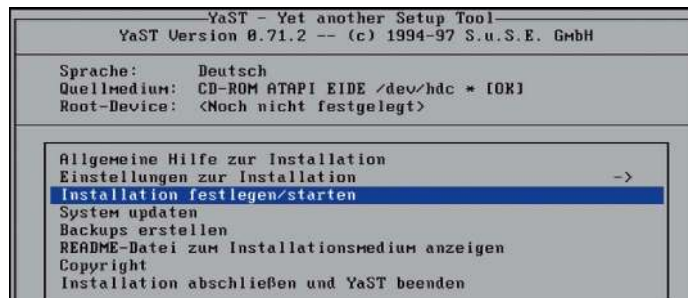 YaST - Yet another Setup Tool
YaST Version 0.71.2 -- (c) 1994-97 S.u.S.E. GmbH
Sprache: Deutsch
Quellmedium: CD-ROM ATAPI EIDE /dev/hdc * [OK]
Root-Device: <Noch nicht festgelegt>
Allgemeine Hilfe zur Installation
Einstellungen zur Installation ->
Installation festlegen/starten
System updaten
Backups erstellen
README-Datei zum Installationsmedium anzeigen
Copyright
Installation abschließen und YaST beenden